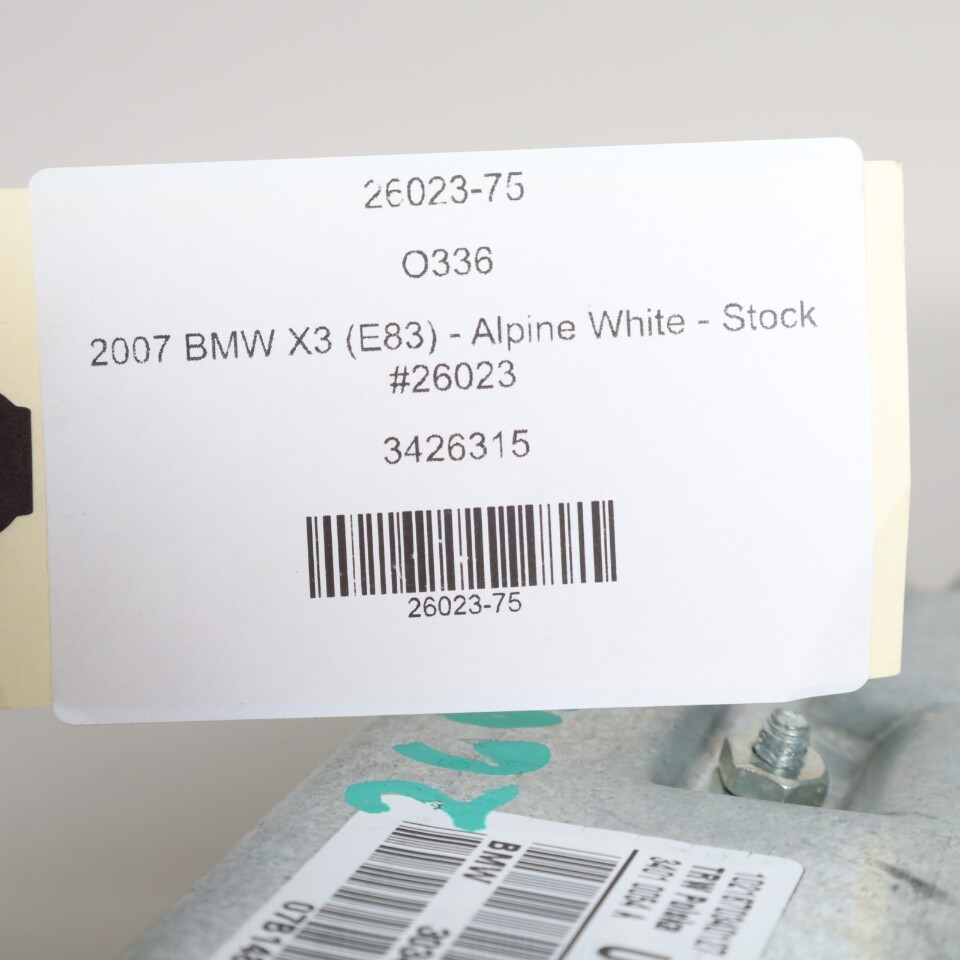 26023-75
O336
2007 BMW X3 (E83) - Alpine White - Stock
#26023
3426315
26023-75
BMW
TRW Polska